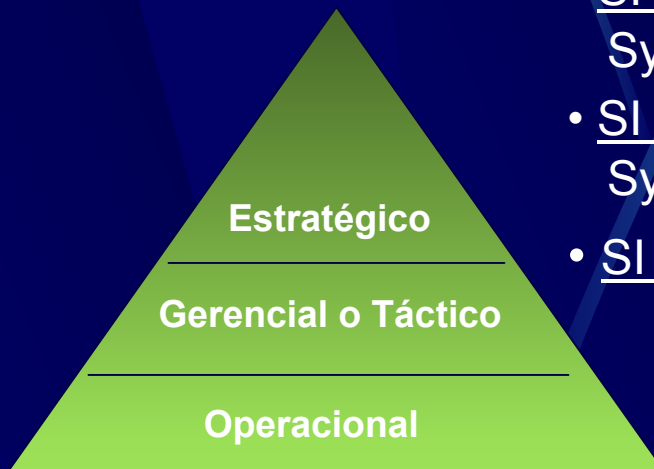 Sy
• SI
Sy
• SI
Estratégico
Gerencial o Táctico
Operacional